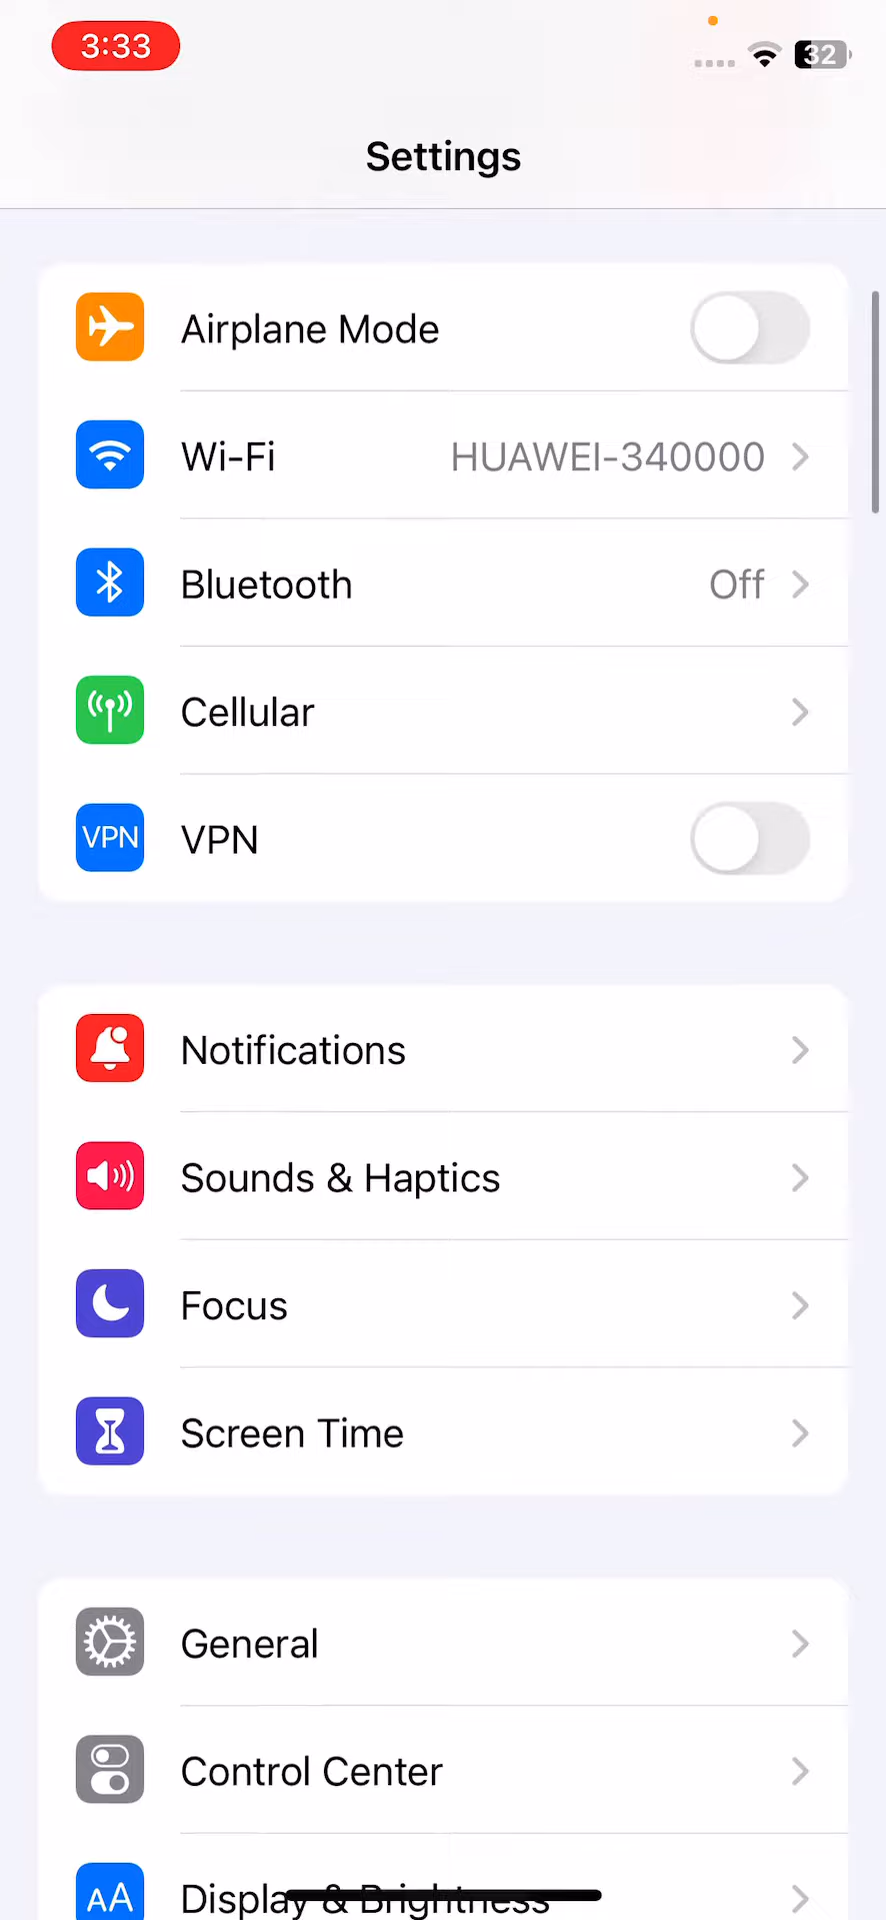 3:33
32
Settings
Airplane Mode
Wi-Fi HUAWEI-340000
Bluetooth Off
Cellular
VPN VPN
Notifications
Sounds & Haptics
Focus
Screen Time
General
Control Center
AA Display & Brightness